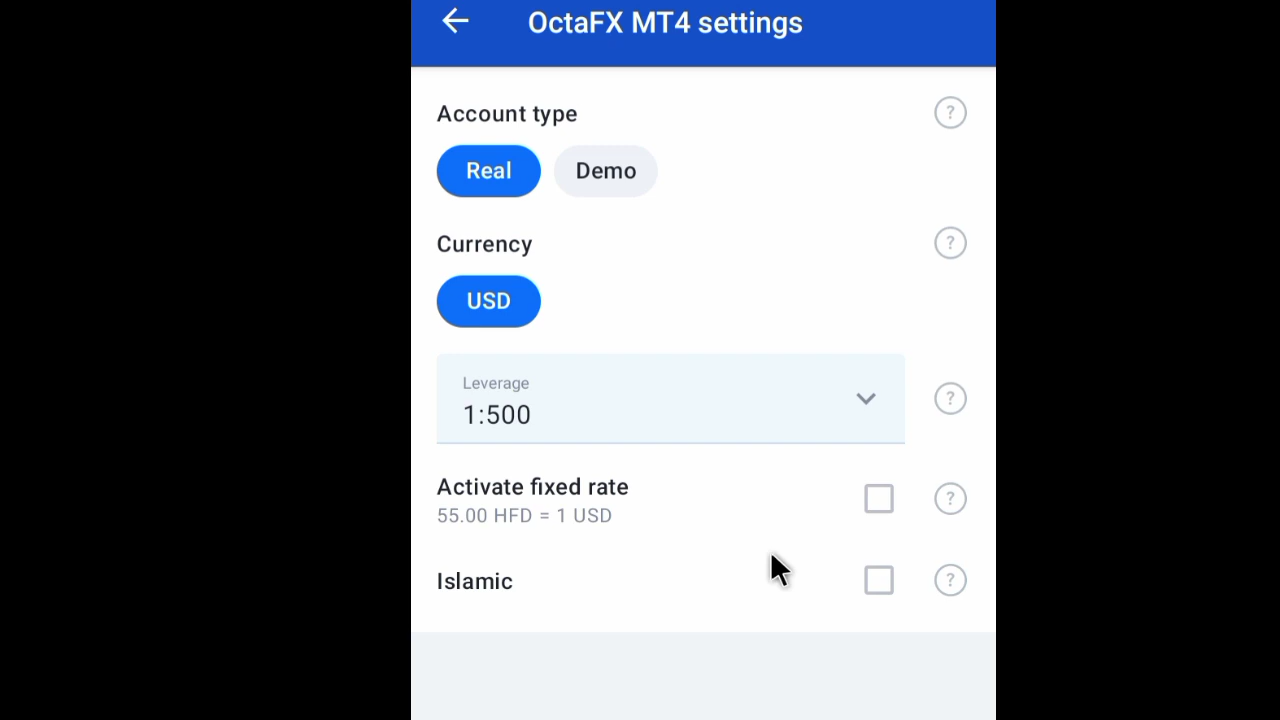 OctaFX MT4 settings
Account type
?
Real Demo
Currency
?
USD
Leverage
1:500
?
Activate fixed rate
55.00 HFD = 1 USD
?
Islamic
?